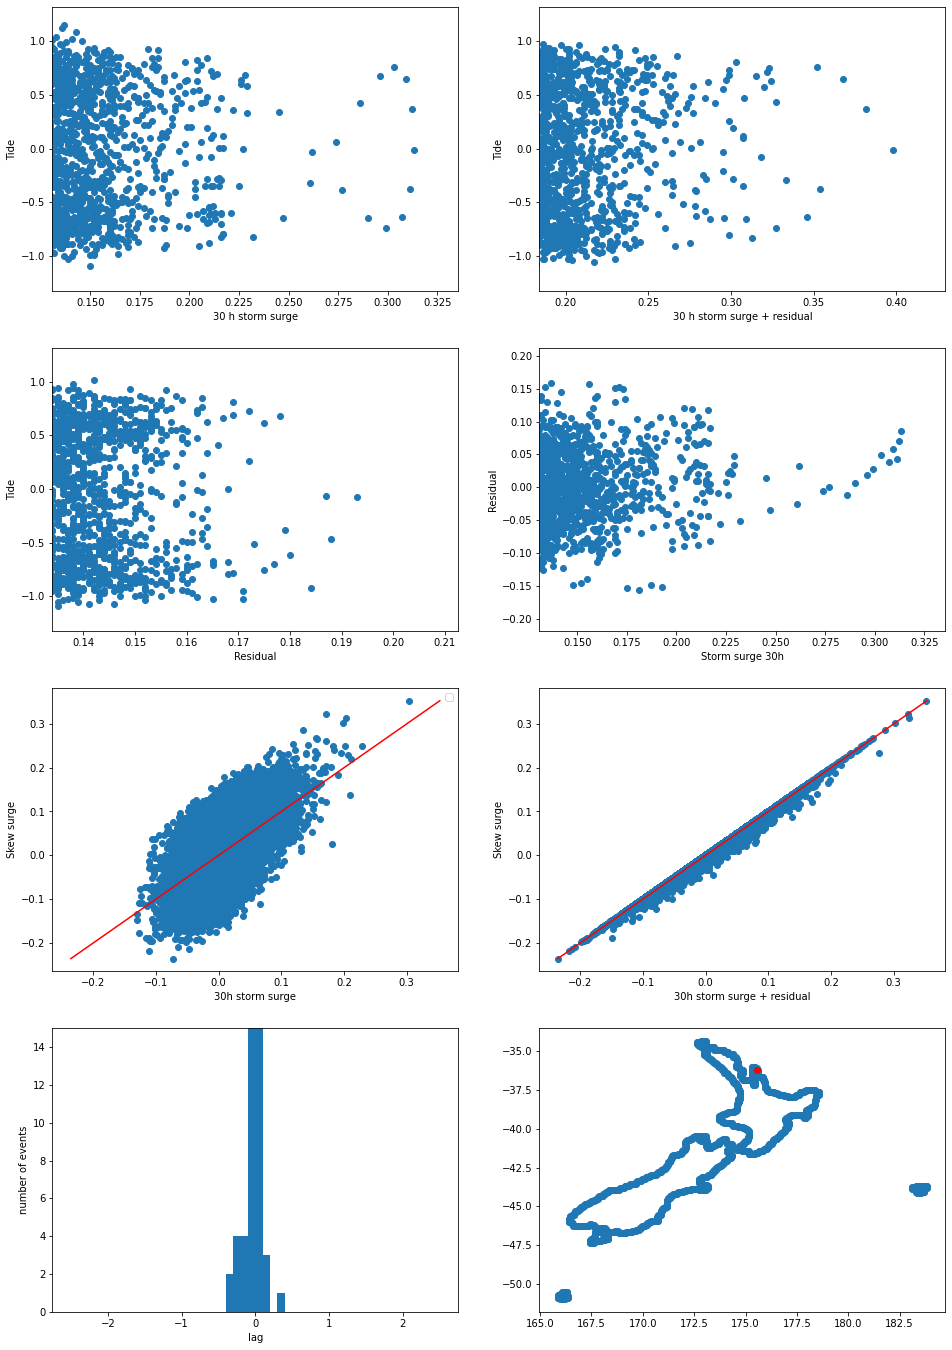 1.0
0.5
0.0
−0.5
−1.0
Tide
0.150 0.175 0.200 0.225 0.250 0.275 0.300 0.325
30 h storm surge
1.0
0.5
0.0
−0.5
−1.0
Tide
0.20 0.25 0.30 0.35 0.40
30 h storm surge + residual
1.0
0.5
0.0
−0.5
−1.0
Tide
0.14 0.15 0.16 0.17 0.18 0.19 0.20 0.21
Residual
0.20
0.15
0.10
0.05
0.00
−0.05
−0.10
−0.15
−0.20
Residual
0.150 0.175 0.200 0.225 0.250 0.275 0.300 0.325
Storm surge 30h
0.3
0.2
0.1
0.0
−0.1
−0.2
Skew surge
−0.2 −0.1 0.0 0.1 0.2 0.3
30h storm surge
0.3
0.2
0.1
0.0
−0.1
−0.2
Skew surge
−0.2 −0.1 0.0 0.1 0.2 0.3
30h storm surge + residual
14
12
10
8
6
4
2
0
number of events
−2 −1 0 1 2
lag
−35.0
−37.5
−40.0
−42.5
−45.0
−47.5
−50.0
165.0 167.5 170.0 172.5 175.0 177.5 180.0 182.5